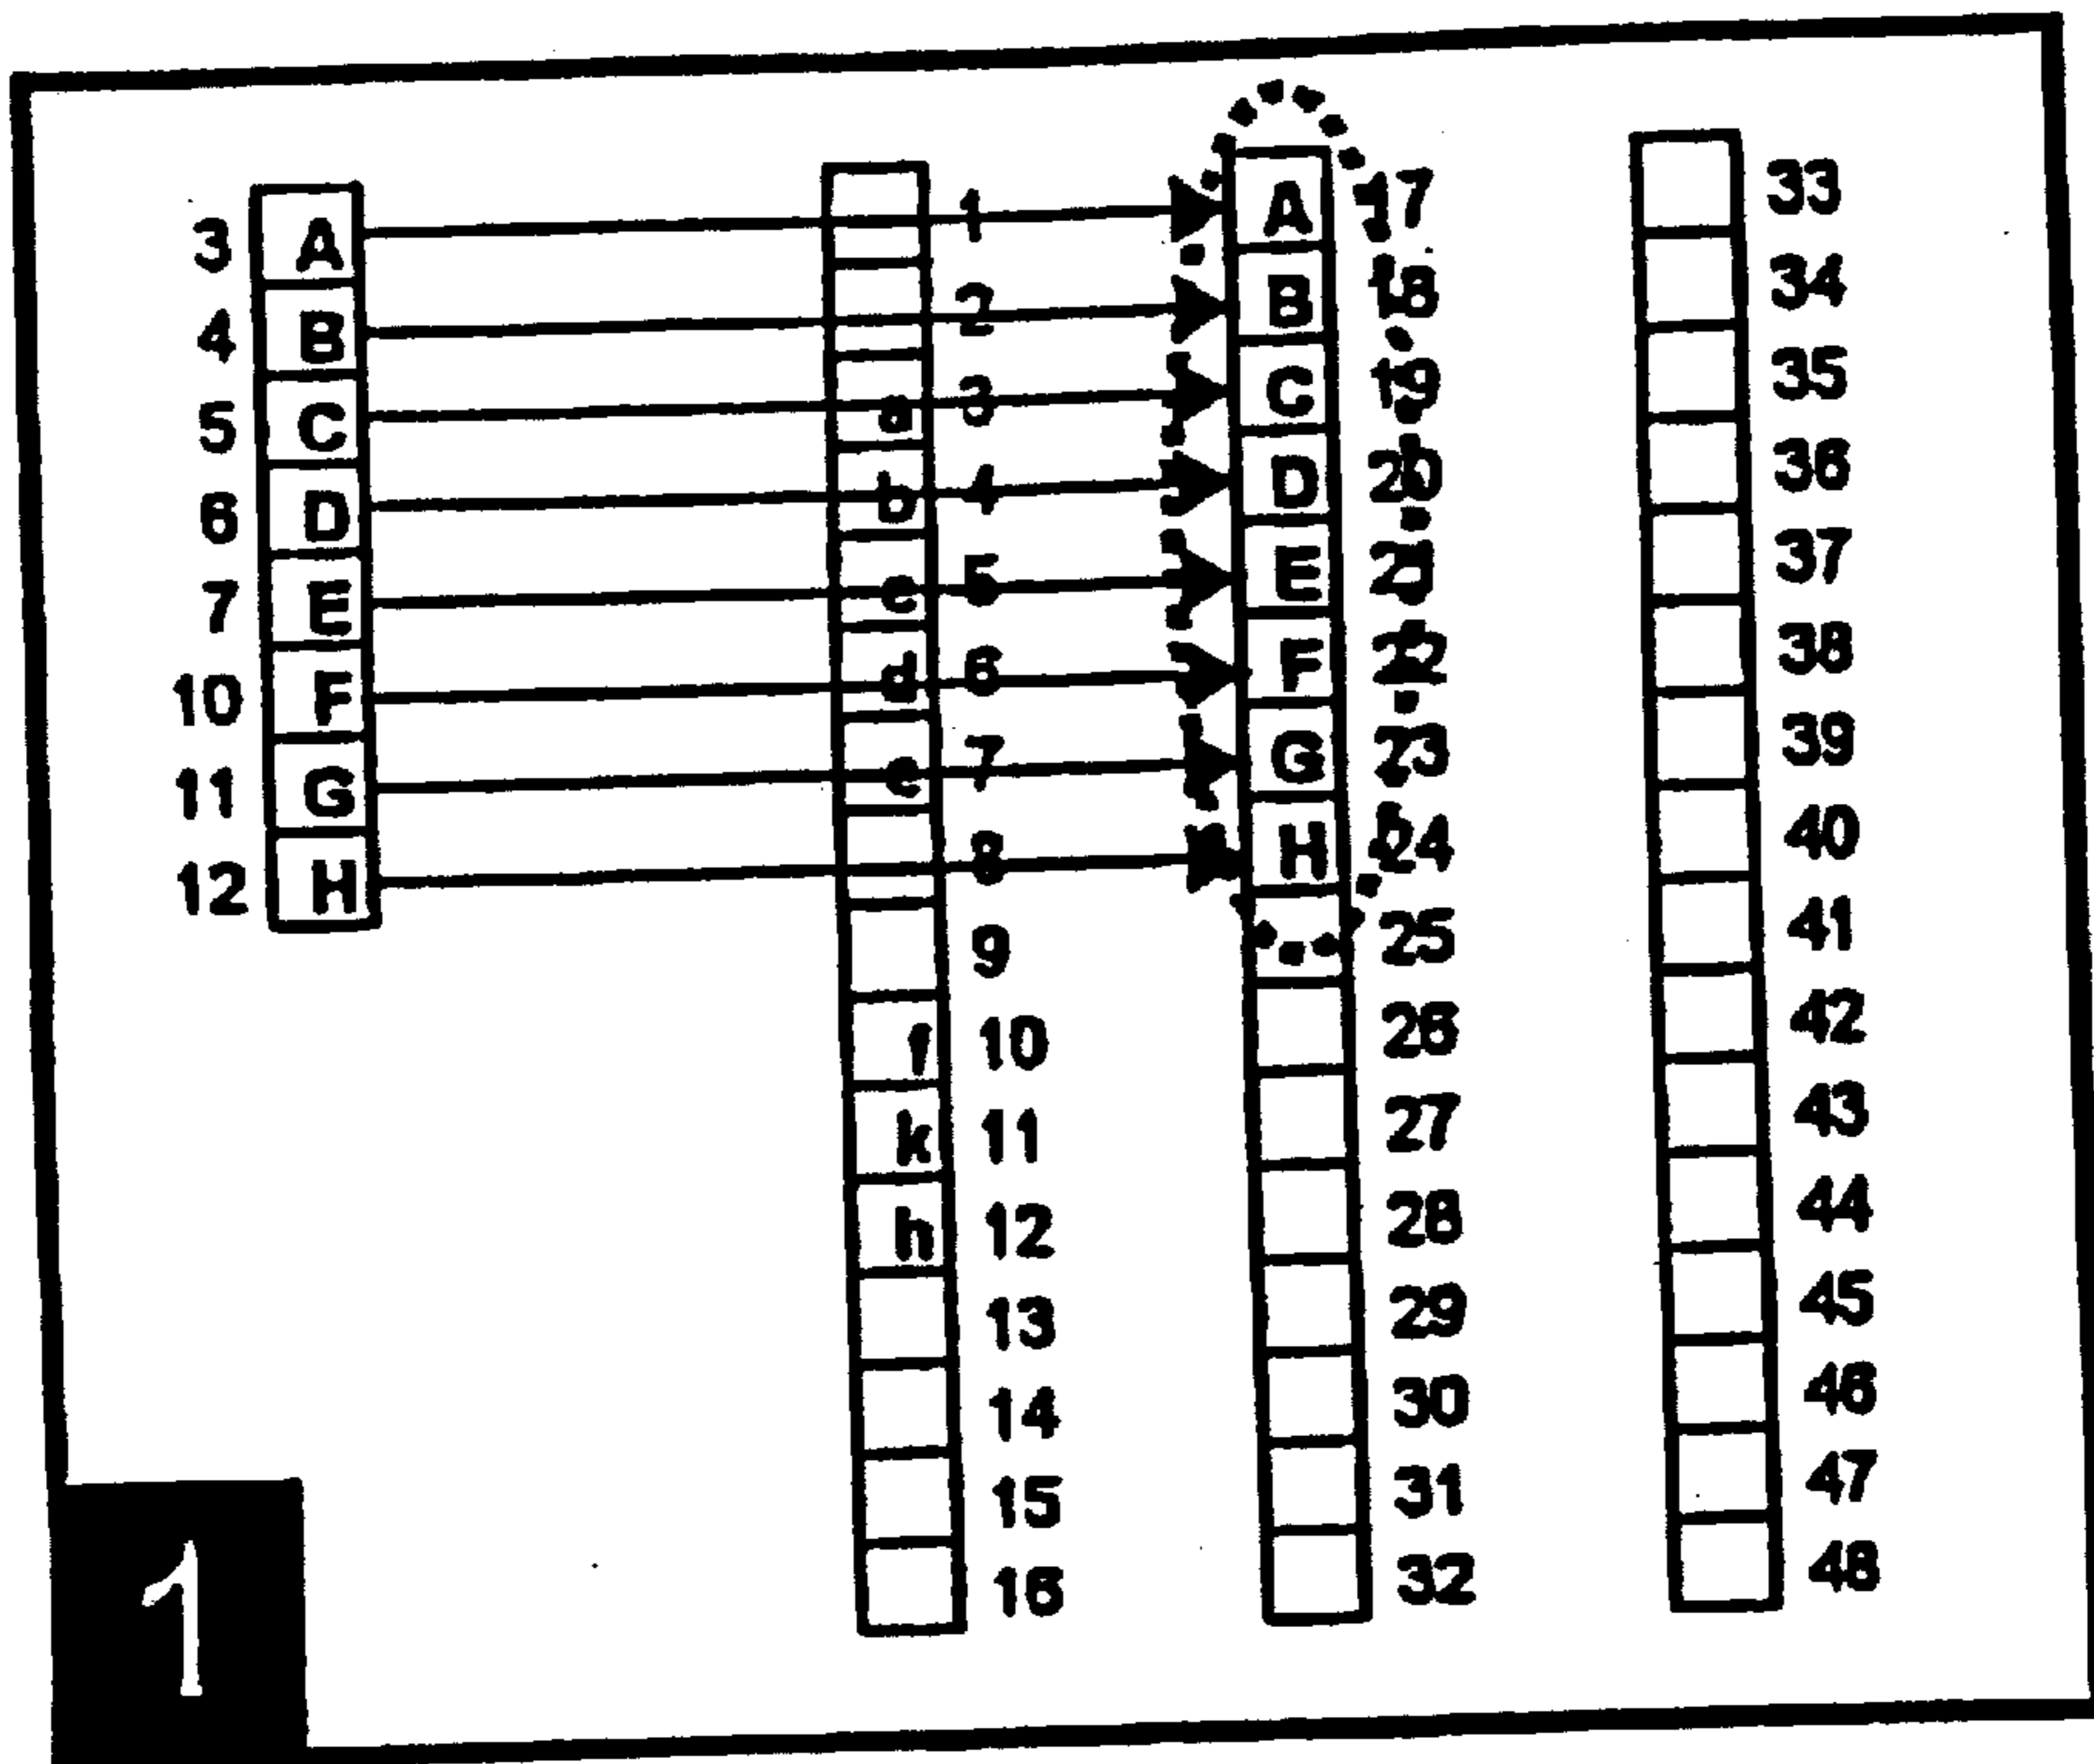 3 A 1 A 17 33
4 B 2 B 18 34
5 C a 3 C 19 35
6 D b 4 D 20 36
7 E c 5 E 21 37
10 F d 6 F 22 38
11 G e 7 G 23 39
12 H 8 H 24 40
9 25 41
f 10 26 42
k 11 27 43
h 12 28 44
13 29 45
14 30 46
15 31 47
16 32 48
1